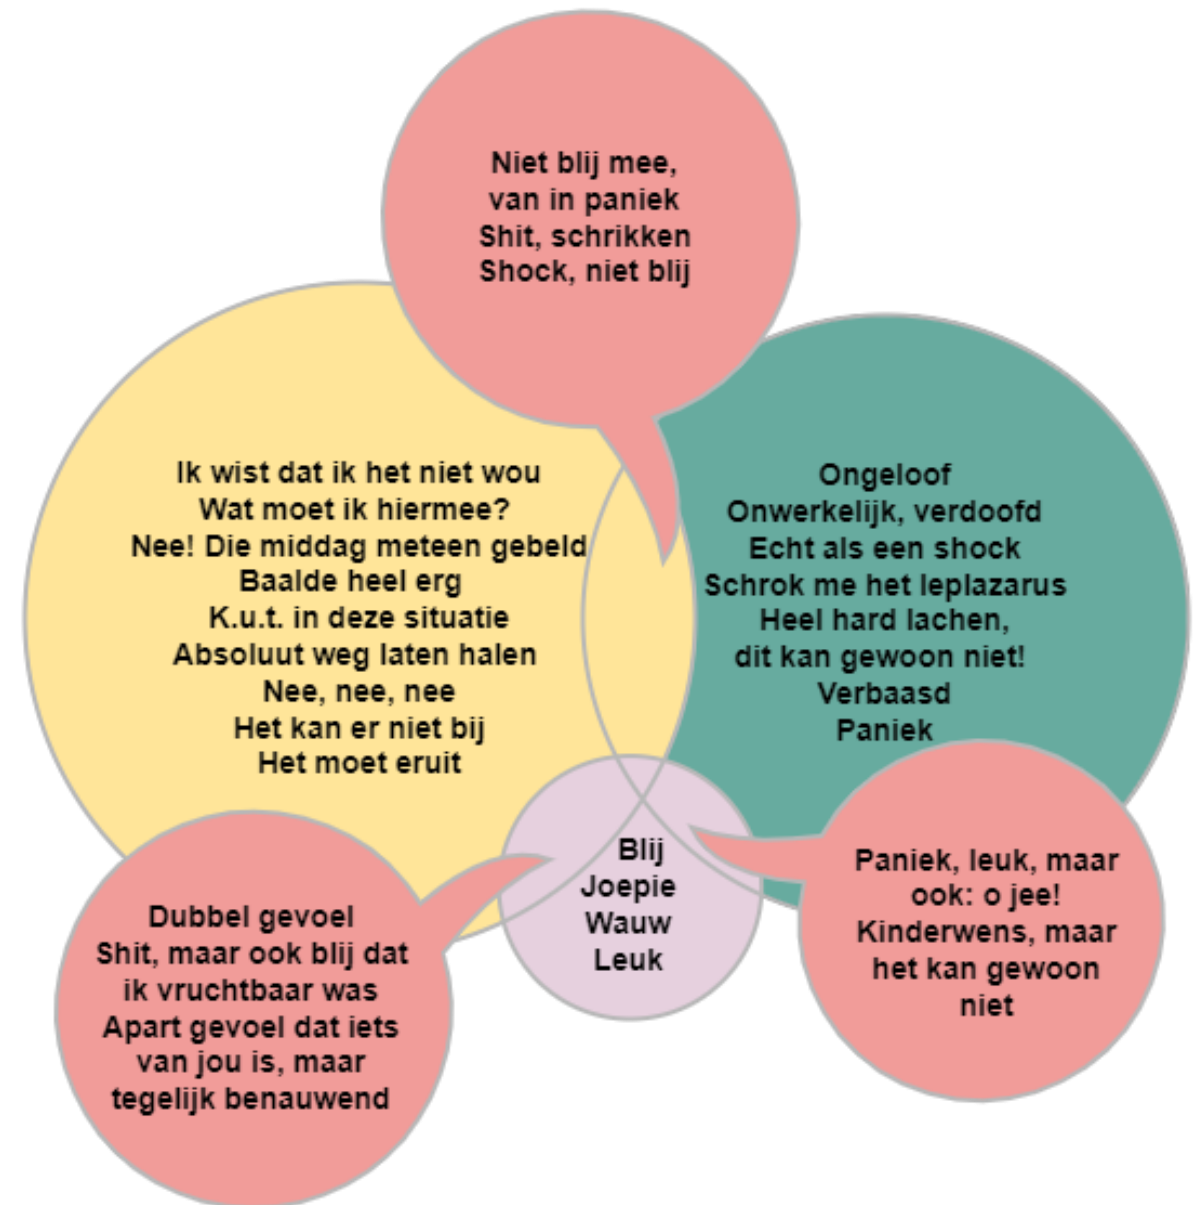 Niet blij mee,
van in paniek
Shit, schrikken
Shock, niet blij
Ik wist dat ik het niet wou
Wat moet ik hiermee?
Nee! Die middag meteen gebeld
Baalde heel erg
K.u.t. in deze situatie
Absoluut weg laten halen
Nee, nee, nee
Het kan er niet bij
Het moet eruit
Ongeloof
Onwerkelijk, verdoofd
Echt als een shock
Schrok me het leplazarus
Heel hard lachen,
dit kan gewoon niet!
Verbaasd
Paniek
Blij
Joepie
Wauw
Leuk
Dubbel gevoel
Shit, maar ook blij dat
ik vruchtbaar was
Apart gevoel dat iets
van jou is, maar
tegelijk benauwend
Paniek, leuk, maar
ook: o jee!
Kinderwens, maar
het kan gewoon
niet